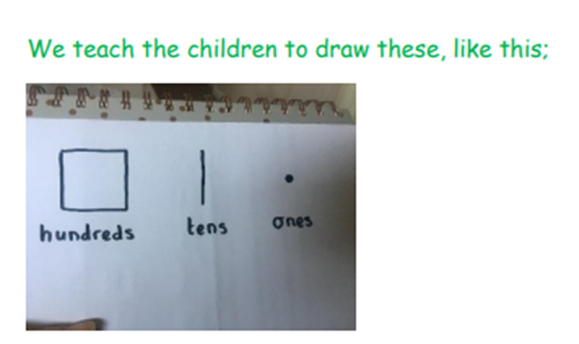 We teach the children to draw these, like this;
hundreds tens ones